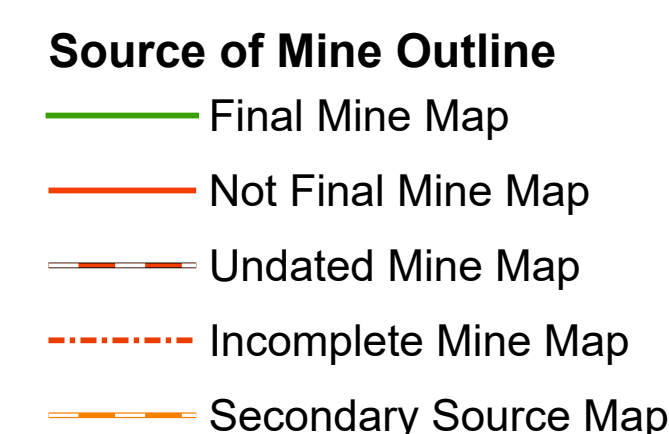 Source of Mine Outline
Final Mine Map
Not Final Mine Map
Undated Mine Map
Incomplete Mine Map
Secondary Source Map